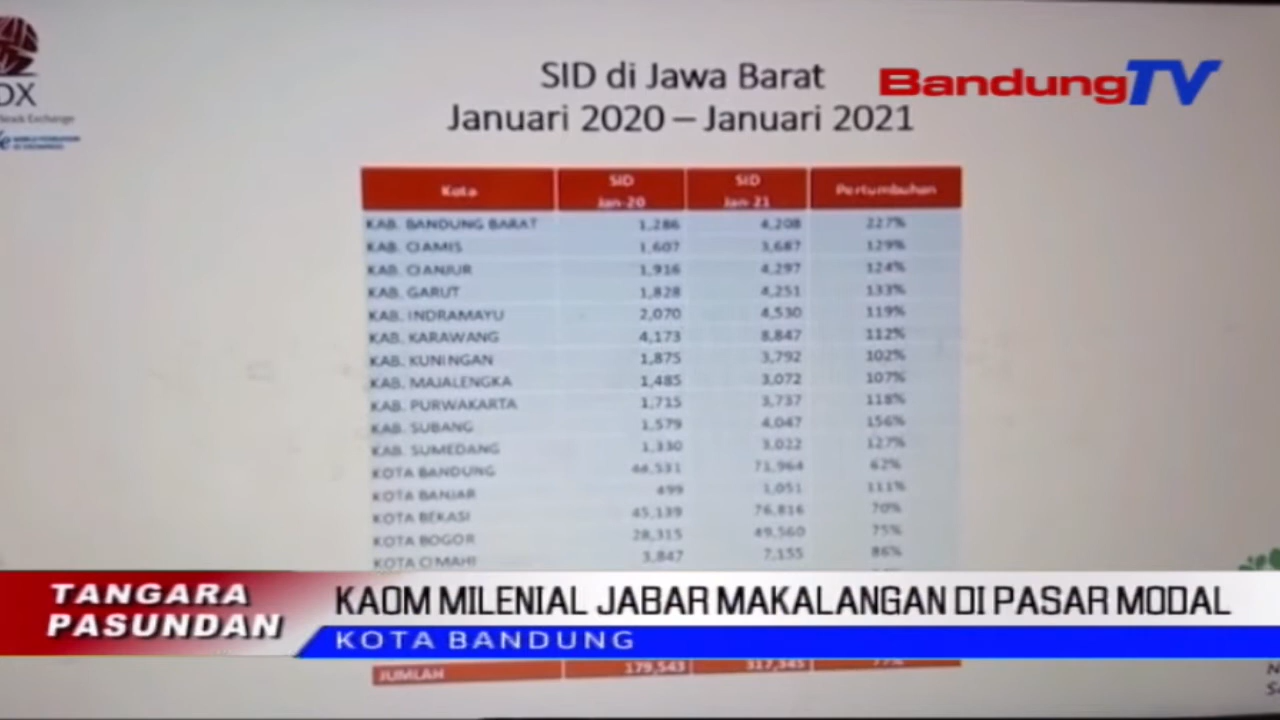 DX
Stock Exchange
SID di Jawa Barat
Januari 2020 – Januari 2021
BandungTV
Kota SID Jan-20 SID Jan-21 Pertumbuhan
KAB. BANDUNG BARAT 1,286 4,208 227%
KAB. CIAMIS 1,607 3,687 129%
KAB. CIANJUR 1,916 4,297 124%
KAB. GARUT 1,828 4,251 133%
KAB. INDRAMAYU 2,070 4,530 119%
KAB. KARAWANG 4,173 8,847 112%
KAB. KUNINGAN 1,875 3,792 102%
KAB. MAJALENGKA 1,485 3,072 107%
KAB. PURWAKARTA 1,715 3,737 118%
KAB. SUBANG 1,579 4,047 156%
KAB. SUMEDANG 1,330 3,022 127%
KOTA BANDUNG 44,531 71,964 62%
KOTA BANJAR 499 1,051 111%
KOTA BEKASI 45,139 76,816 70%
KOTA BOGOR 28,315 49,560 75%
KOTA CIMAHI 3,847 7,155 86%
TANGARA
PASUNDAN
KAOM MILENIAL JABAR MAKALANGAN DI PASAR MODAL
KOTA BANDUNG
JUMLAH 179,543 317,345 77%